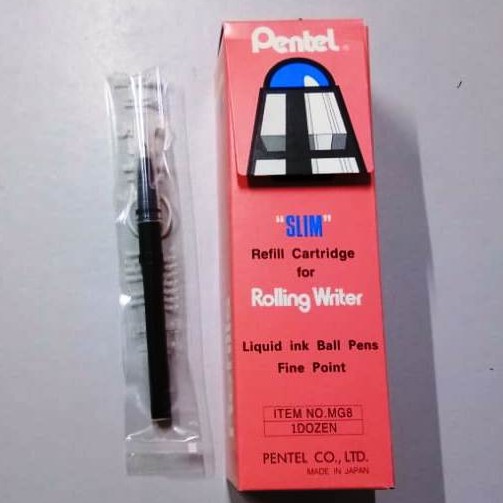 Pentel®
"SLIM"
Refill Cartridge
for
Rolling Writer
Liquid ink Ball Pens
Fine Point
ITEM NO.MG8
1DOZEN
PENTEL CO., LTD.
MADE IN JAPAN